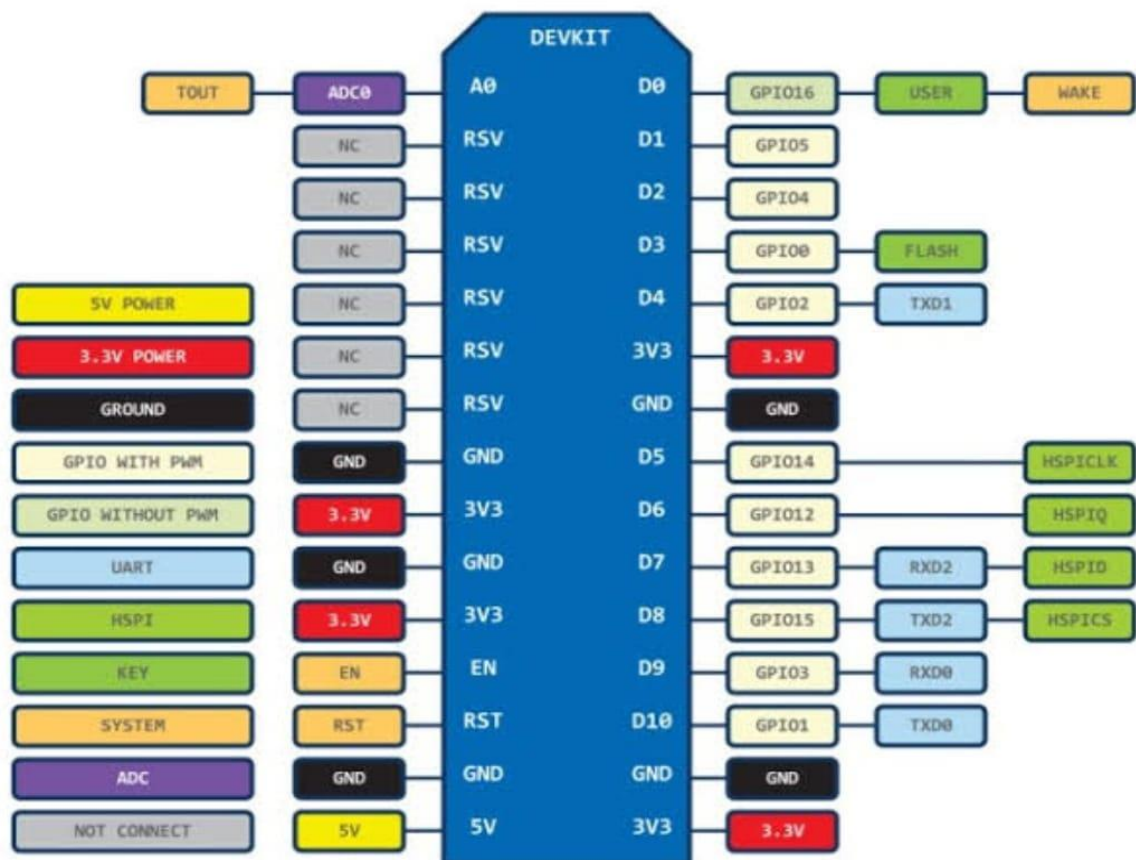 DEVKIT
TOUT ADC0 A0 D0 GPIO16 USER WAKE
NC RSV D1 GPIO5
NC RSV D2 GPIO4
NC RSV D3 GPIO0 FLASH
5V POWER NC RSV D4 GPIO2 TXD1
3.3V POWER NC RSV 3V3 3.3V
GROUND NC RSV GND GND
GPIO WITH PWM GND GND D5 GPIO14 HSPICLK
GPIO WITHOUT PWM 3.3V 3V3 D6 GPIO12 HSPIQ
UART GND GND D7 GPIO13 RXD2 HSPID
HSPI 3.3V 3V3 D8 GPIO15 TXD2 HSPICS
KEY EN EN D9 GPIO3 RXD0
SYSTEM RST RST D10 GPIO1 TXD0
ADC GND GND GND GND
NOT CONNECT 5V 5V 3V3 3.3V